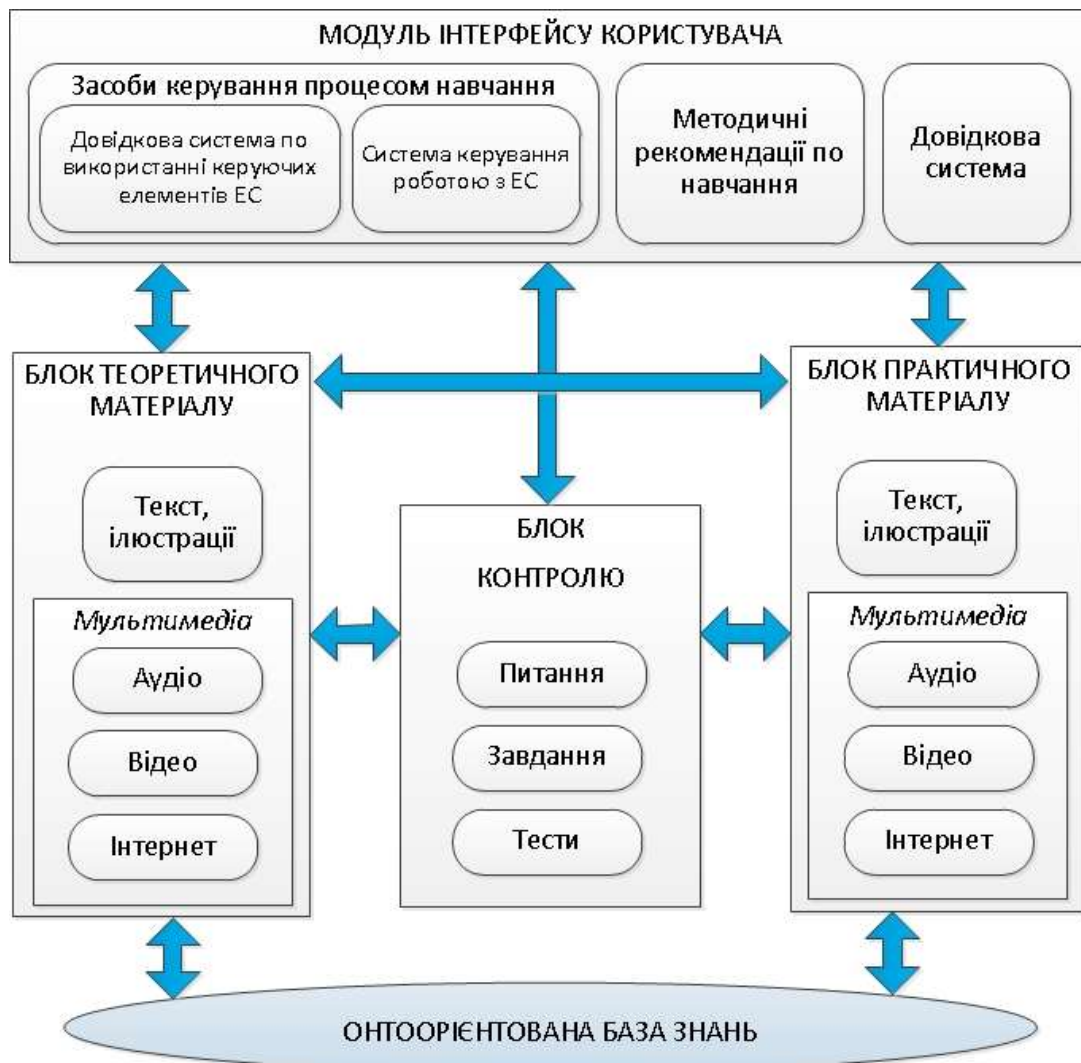 МОДУЛЬ ІНТЕРФЕЙСУ КОРИСТУВАЧА
Засоби керування процесом навчання
Довідкова система по
використанні керуючих
елементів ЕС
Система керування
роботою з ЕС
Методичні
рекомендації по
навчання
Довідкова
система
БЛОК ТЕОРЕТИЧНОГО
МАТЕРІАЛУ
Текст,
ілюстрації
Мультимедіа
Аудіо
Відео
Інтернет
БЛОК
КОНТРОЛЮ
Питання
Завдання
Тести
БЛОК ПРАКТИЧНОГО
МАТЕРІАЛУ
Текст,
ілюстрації
Мультимедіа
Аудіо
Відео
Інтернет
ОНТООРІЄНТОВАНА БАЗА ЗНАНЬ